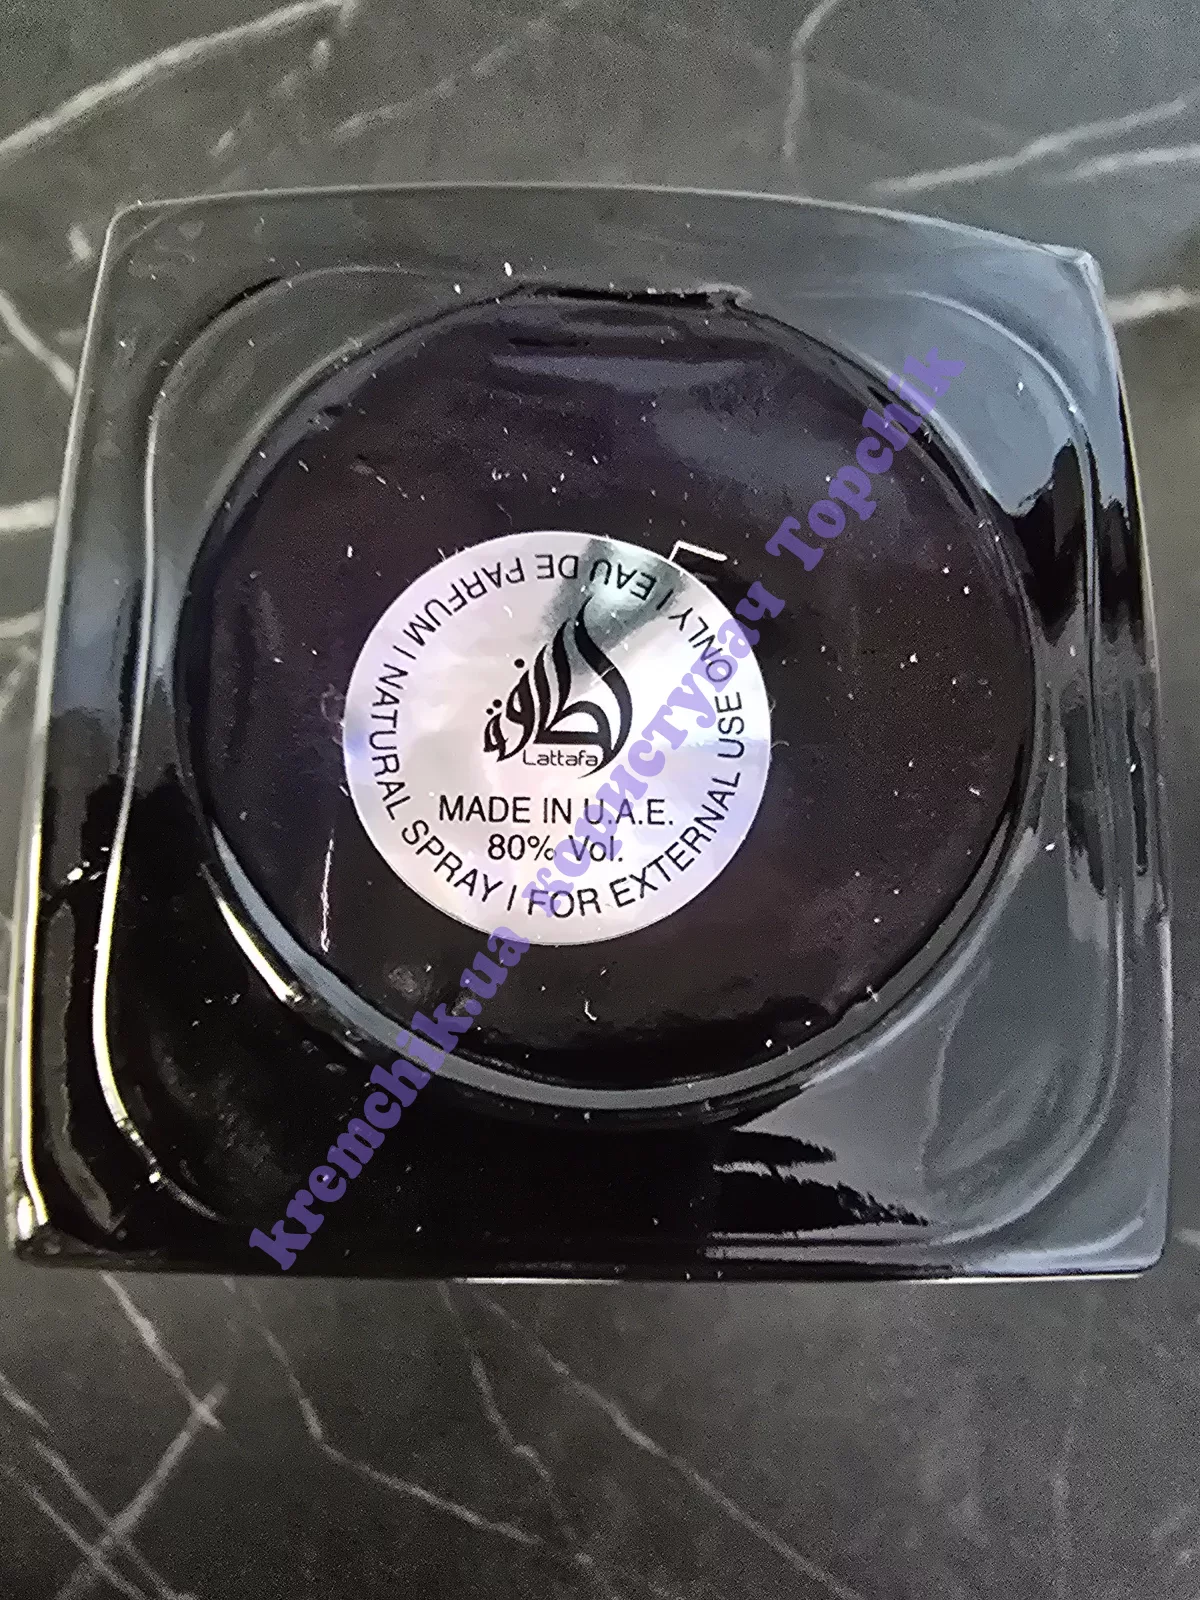 لطافة
Lattafa
MADE IN U.A.E.
80% Vol.
EAU DE PARFUM / NATURAL SPRAY / FOR EXTERNAL USE ONLY /
kremchik.ua користувач Topchik